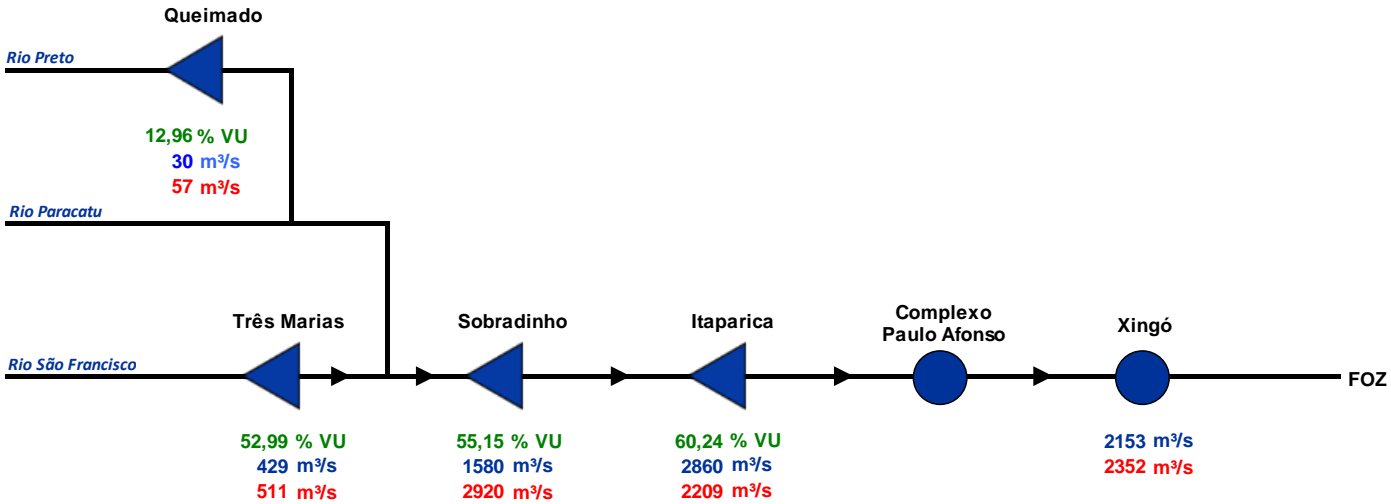 Queimado
Rio Preto
12,96 % VU
30 m³/s
57 m³/s
Rio Paracatu
Três Marias
Sobradinho
Itaparica
Complexo
Paulo Afonso
Xingó
Rio São Francisco
FOZ
52,99 % VU
429 m³/s
511 m³/s
55,15 % VU
1580 m³/s
2920 m³/s
60,24 % VU
2860 m³/s
2209 m³/s
2153 m³/s
2352 m³/s